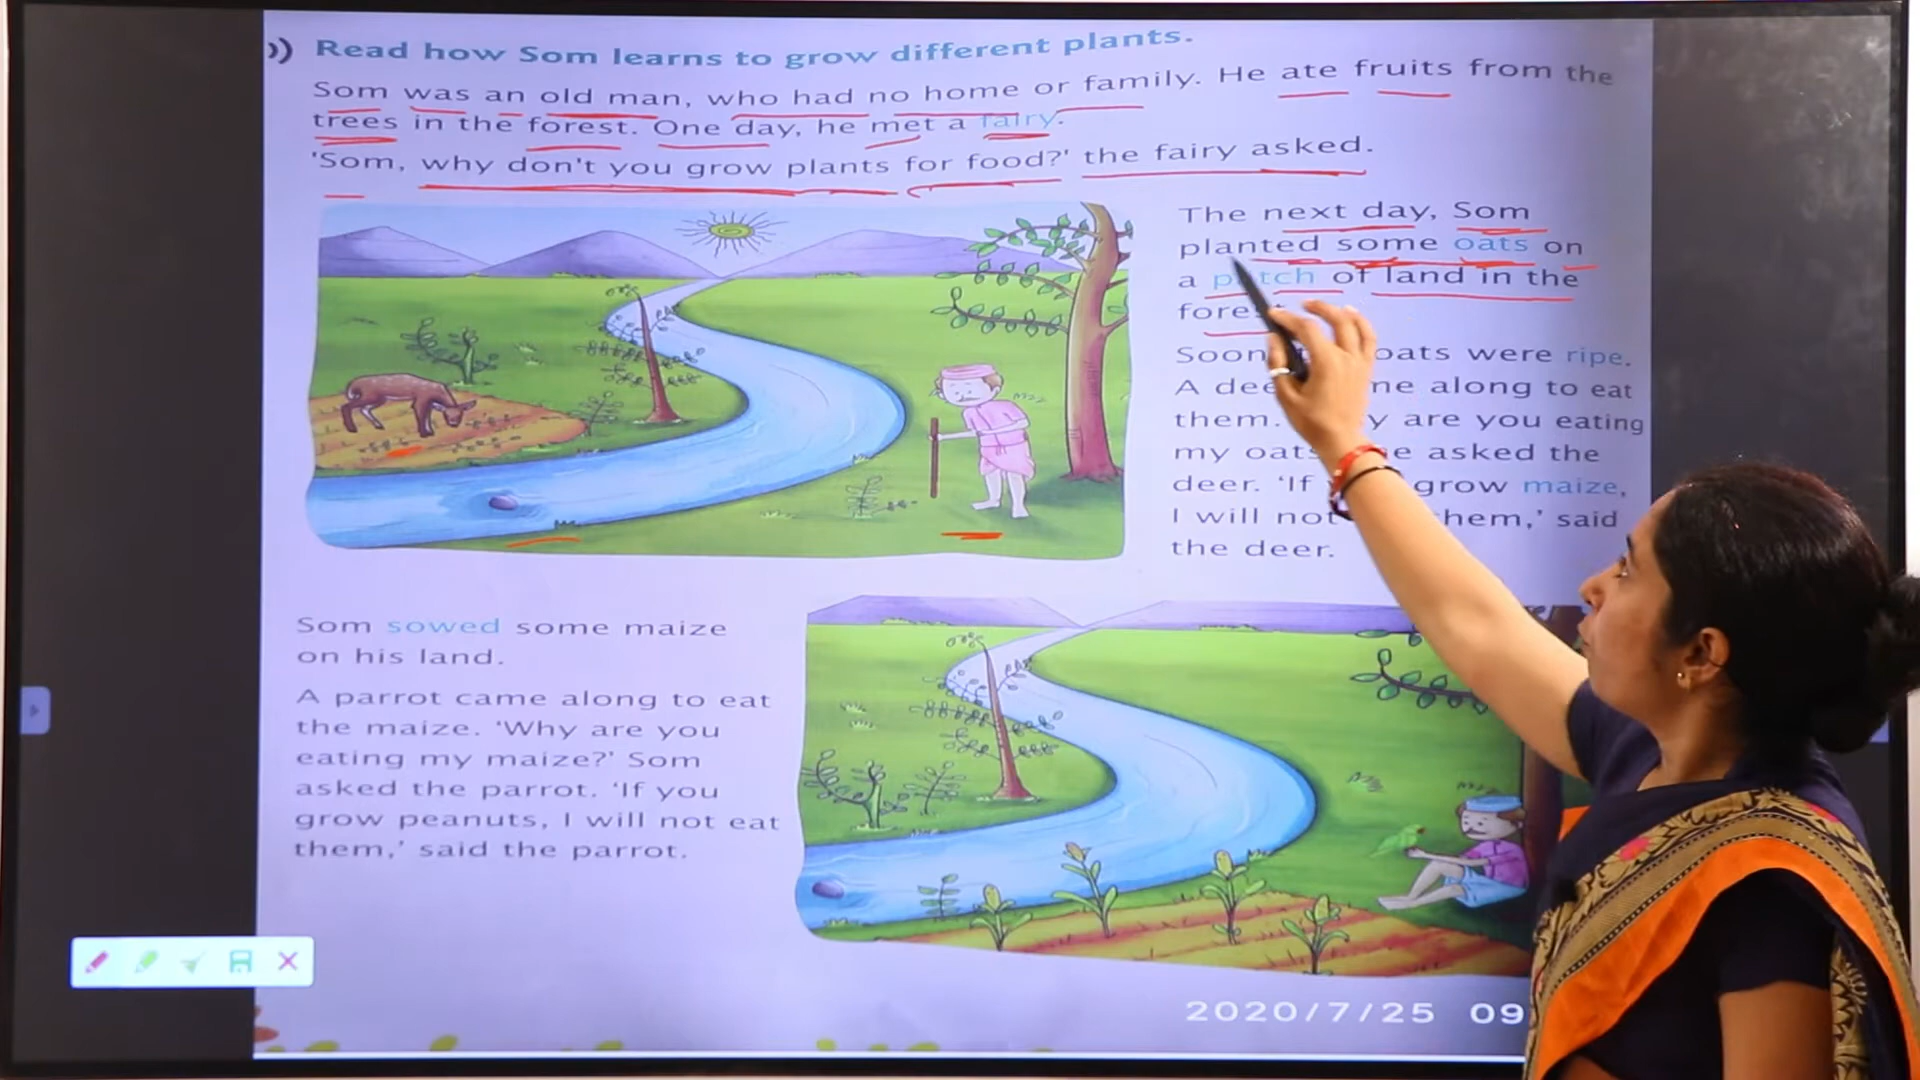 Read how Som learns to grow different plants.
Som was an old man, who had no home or family. He ate fruits from the
trees in the forest. One day, he met a fairy.
'Som, why don't you grow plants for food?' the fairy asked.
The next day, Som
planted some oats on
a patch of land in the
forest
Soon oats were ripe.
A deer along to eat
them. are you eating
my oats asked the
deer. ‘If grow maize,
I will not them,’ said
the deer.
Som sowed some maize
on his land.
A parrot came along to eat
the maize. ‘Why are you
eating my maize?’ Som
asked the parrot. ‘If you
grow peanuts, I will not eat
them,’ said the parrot.
2020/7/25 09